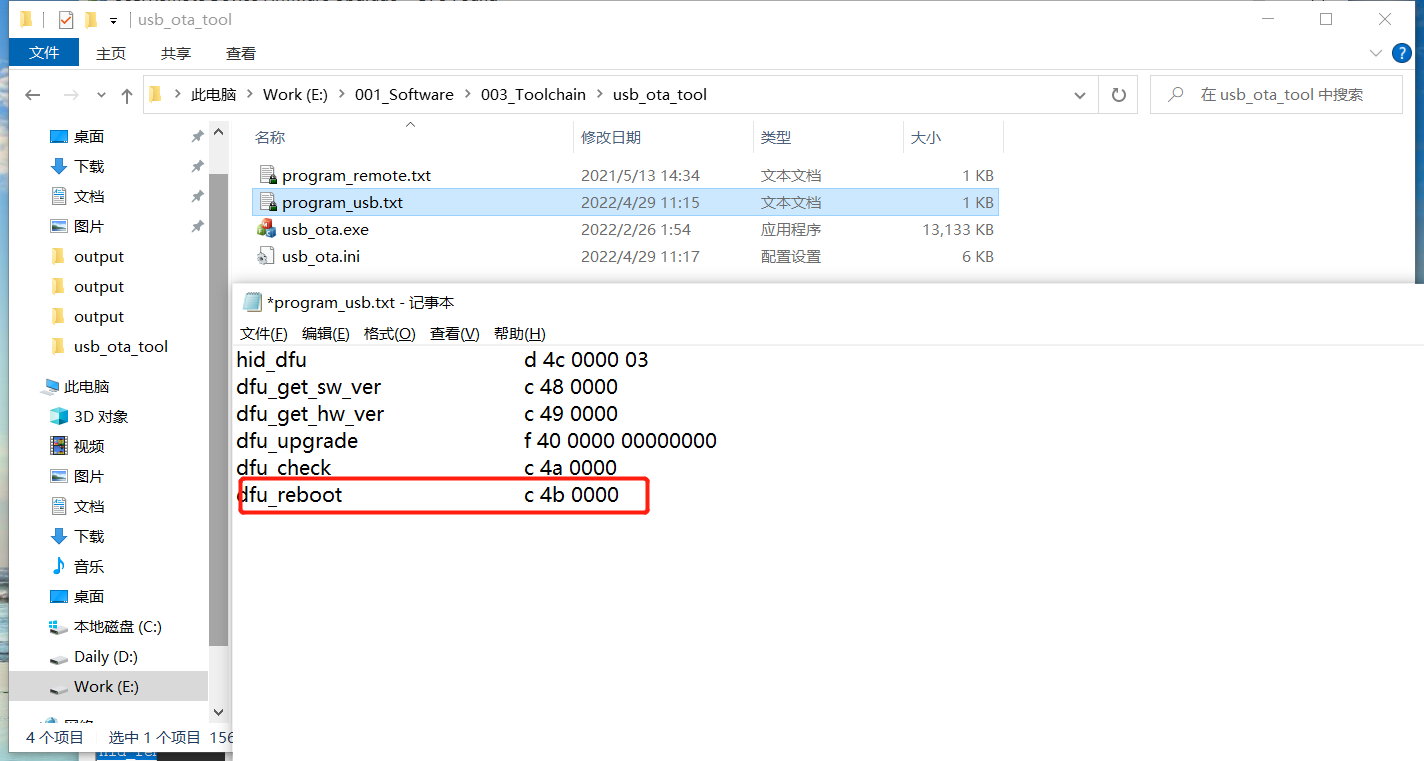 usb_ota_tool
文件 主页 共享 查看
此电脑 Work (E:) 001_Software 003_Toolchain usb_ota_tool 在 usb_ota_tool 中搜索
桌面
下载
文档
图片
output
output
output
usb_ota_tool
此电脑
3D 对象
视频
图片
文档
下载
音乐
桌面
本地磁盘 (C:)
Daily (D:)
Work (E:)
网络
4 个项目 选中 1 个项目 156
名称 修改日期 类型 大小
program_remote.txt 2021/5/13 14:34 文本文档 1 KB
program_usb.txt 2022/4/29 11:15 文本文档 1 KB
usb_ota.exe 2022/2/26 1:54 应用程序 13,133 KB
usb_ota.ini 2022/4/29 11:17 配置设置 6 KB
*program_usb.txt - 记事本
文件(F) 编辑(E) 格式(O) 查看(V) 帮助(H)
hid_dfu d 4c 0000 03
dfu_get_sw_ver c 48 0000
dfu_get_hw_ver c 49 0000
dfu_upgrade f 40 0000 00000000
dfu_check c 4a 0000
dfu_reboot c 4b 0000